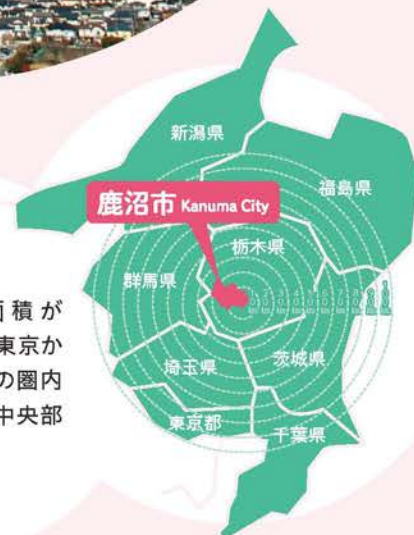 新潟県
福島県
鹿沼市 Kanuma City
栃木県
群馬県
面積が
東京か
埼玉県
茨城県
の圏内
中央部
東京都
千葉県